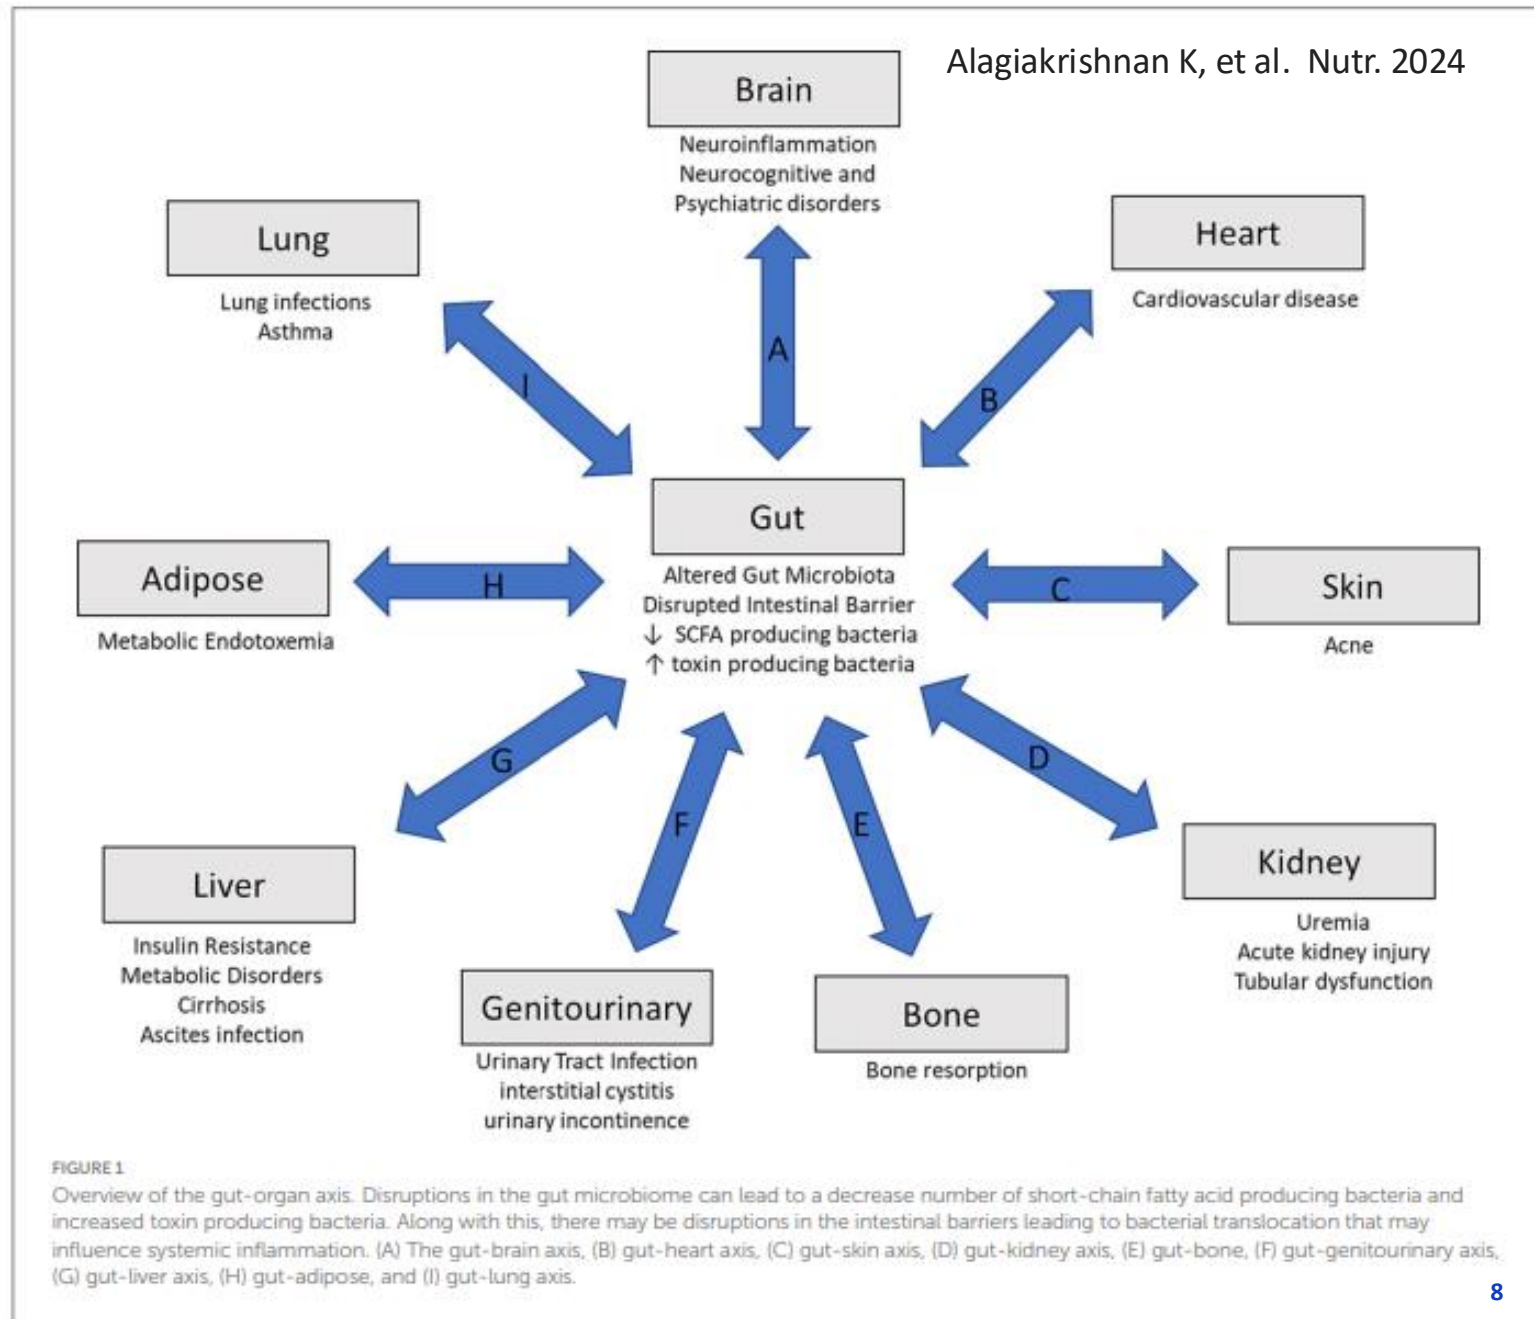 Alagiakrishnan K, et al.  Nutr. 2024
Brain
Neuroinflammation
Neurocognitive and
Psychiatric disorders
Lung
Lung infections
Asthma
Heart
Cardiovascular disease
A
I
B
Gut
Altered Gut Microbiota
Disrupted Intestinal Barrier
↓ SCFA producing bacteria
↑ toxin producing bacteria
Adipose
Metabolic Endotoxemia
H
C
Skin
Acne
G
F
E
D
Liver
Insulin Resistance
Metabolic Disorders
Cirrhosis
Ascites infection
Genitourinary
Urinary Tract Infection
interstitial cystitis
urinary incontinence
Bone
Bone resorption
Kidney
Uremia
Acute kidney injury
Tubular dysfunction
FIGURE 1
Overview of the gut-organ axis. Disruptions in the gut microbiome can lead to a decrease number of short-chain fatty acid producing bacteria and
increased toxin producing bacteria. Along with this, there may be disruptions in the intestinal barriers leading to bacterial translocation that may
influence systemic inflammation. (A) The gut-brain axis, (B) gut-heart axis, (C) gut-skin axis, (D) gut-kidney axis, (E) gut-bone, (F) gut-genitourinary axis,
(G) gut-liver axis, (H) gut-adipose, and (I) gut-lung axis.
8